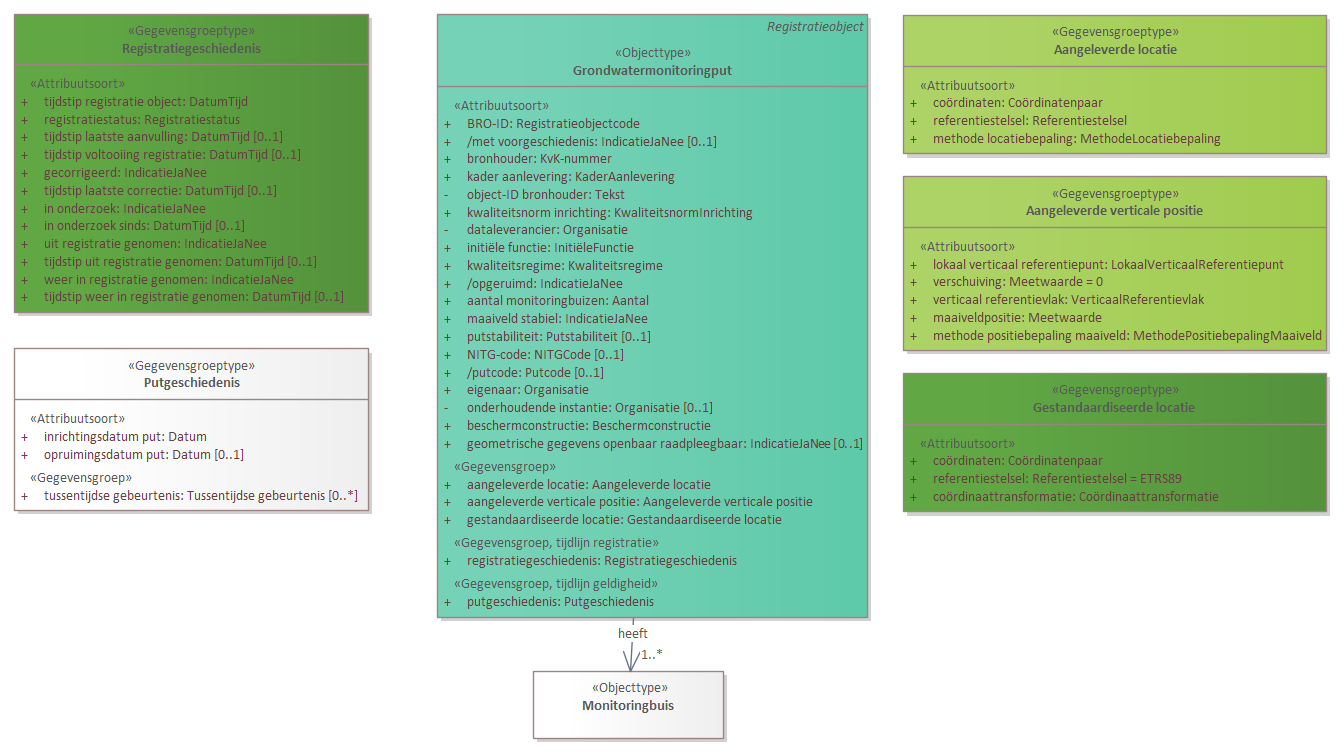 «Gegevensgroeptype»
Registratiegeschiedenis
«Attribuutsoort»
+ tijdstip registratie object: DatumTijd
+ registratiestatus: Registratiestatus
+ tijdstip laatste aanvulling: DatumTijd [0..1]
+ tijdstip voltooiing registratie: DatumTijd [0..1]
+ gecorrigeerd: IndicatieJaNee
+ tijdstip laatste correctie: DatumTijd [0..1]
+ in onderzoek: IndicatieJaNee
+ in onderzoek sinds: DatumTijd [0..1]
+ uit registratie genomen: IndicatieJaNee
+ tijdstip uit registratie genomen: DatumTijd [0..1]
+ weer in registratie genomen: IndicatieJaNee
+ tijdstip weer in registratie genomen: DatumTijd [0..1]
«Gegevensgroeptype»
Putgeschiedenis
«Attribuutsoort»
+ inrichtingsdatum put: Datum
+ opruimingsdatum put: Datum [0..1]
«Gegevensgroep»
+ tussentijdse gebeurtenis: Tussentijdse gebeurtenis [0..*]
Registratieobject
«Objecttype»
Grondwatermonitoringput
«Attribuutsoort»
+ BRO-ID: Registratieobjectcode
+ /met voorgeschiedenis: IndicatieJaNee [0..1]
+ bronhouder: KvK-nummer
+ kader aanlevering: KaderAanlevering
- object-ID bronhouder: Tekst
+ kwaliteitsnorm inrichting: KwaliteitsnormInrichting
- dataleverancier: Organisatie
+ initiële functie: InitiëleFunctie
+ kwaliteitsregime: Kwaliteitsregime
+ /opgeruimd: IndicatieJaNee
+ aantal monitoringbuizen: Aantal
+ maaiveld stabiel: IndicatieJaNee
+ putstabiliteit: Putstabiliteit [0..1]
+ NITG-code: NITGCode [0..1]
+ /putcode: Putcode [0..1]
+ eigenaar: Organisatie
- onderhoudende instantie: Organisatie [0..1]
+ beschermconstructie: Beschermconstructie
+ geometrische gegevens openbaar raadpleegbaar: IndicatieJaNee [0..1]
«Gegevensgroep»
+ aangeleverde locatie: Aangeleverde locatie
+ aangeleverde verticale positie: Aangeleverde verticale positie
+ gestandaardiseerde locatie: Gestandaardiseerde locatie
«Gegevensgroep, tijdlijn registratie»
+ registratiegeschiedenis: Registratiegeschiedenis
«Gegevensgroep, tijdlijn geldigheid»
+ putgeschiedenis: Putgeschiedenis
heeft
1..*
«Objecttype»
Monitoringbuis
«Gegevensgroeptype»
Aangeleverde locatie
«Attribuutsoort»
+ coördinaten: Coördinatenpaar
+ referentiestelsel: Referentiestelsel
+ methode locatiebepaling: MethodeLocatiebepaling
«Gegevensgroeptype»
Aangeleverde verticale positie
«Attribuutsoort»
+ lokaal verticaal referentiepunt: LokaalVerticaalReferentiepunt
+ verschuiving: Meetwaarde = 0
+ verticaal referentievlak: VerticaalReferentievlak
+ maaiveldpositie: Meetwaarde
+ methode positiebepaling maaiveld: MethodePositiebepalingMaaiveld
«Gegevensgroeptype»
Gestandaardiseerde locatie
«Attribuutsoort»
+ coördinaten: Coördinatenpaar
+ referentiestelsel: Referentiestelsel = ETRS89
+ coördinaattransformatie: Coördinaattransformatie